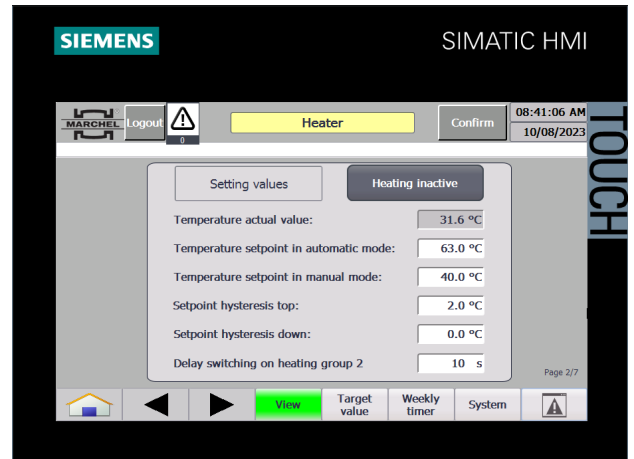 SIEMENS
SIMATIC HMI
MARCHEL
Logout
0
Heater
Confirm
08:41:06 AM
10/08/2023
TOUCH
Setting values
Heating inactive
Temperature actual value: 31.6 °C
Temperature setpoint in automatic mode: 63.0 °C
Temperature setpoint in manual mode: 40.0 °C
Setpoint hysteresis top: 2.0 °C
Setpoint hysteresis down: 0.0 °C
Delay switching on heating group 2 10 s
Page 2/7
View
Target
value
Weekly
timer
System